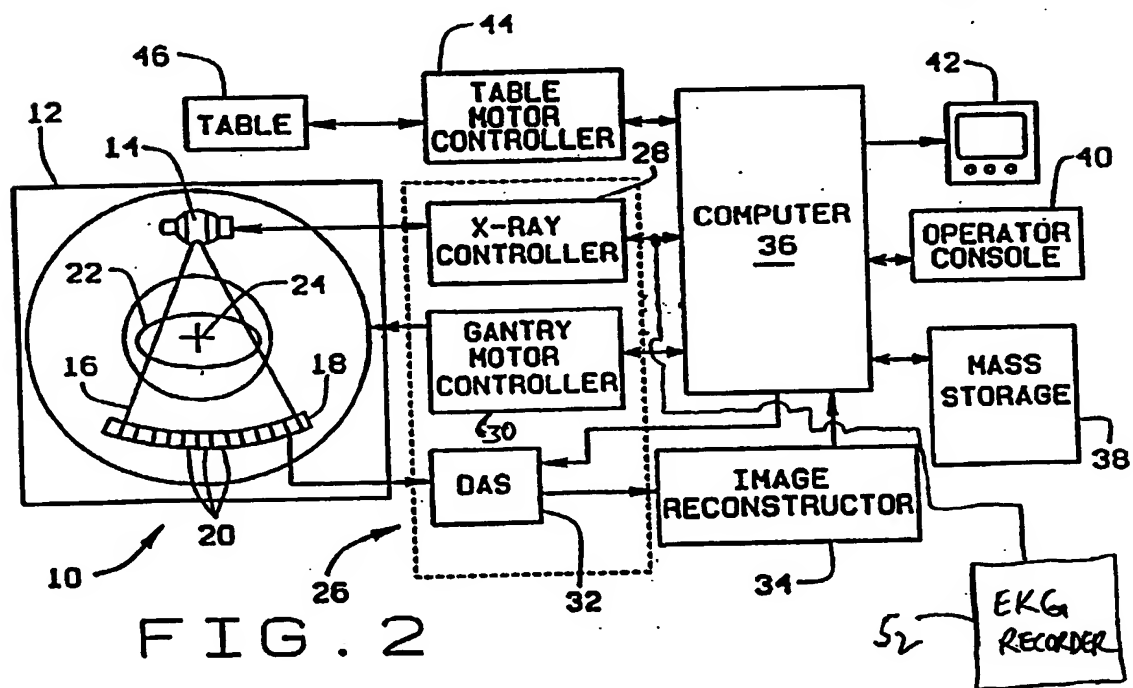 44
46
42
12
TABLE
TABLE
MOTOR
CONTROLLER
28
14
40
X-RAY
CONTROLLER
COMPUTER
36
OPERATOR
CONSOLE
22
24
GANTRY
MOTOR
CONTROLLER
16
18
MASS
STORAGE
30
38
DAS
IMAGE
RECONSTRUCTOR
20
10
26
32
34
52
EKG
RECORDER
FIG. 2